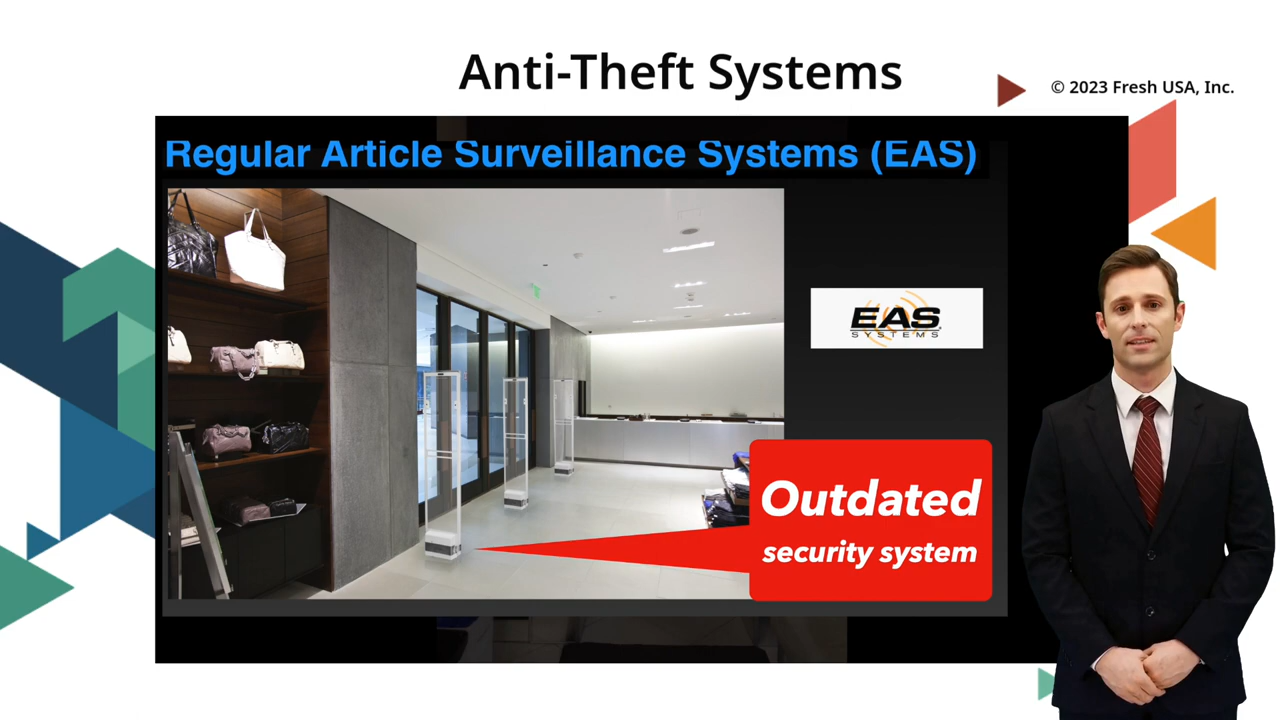 Anti-Theft Systems
© 2023 Fresh USA, Inc.
Regular Article Surveillance Systems (EAS)
EAS
SYSTEMS
Outdated
security system